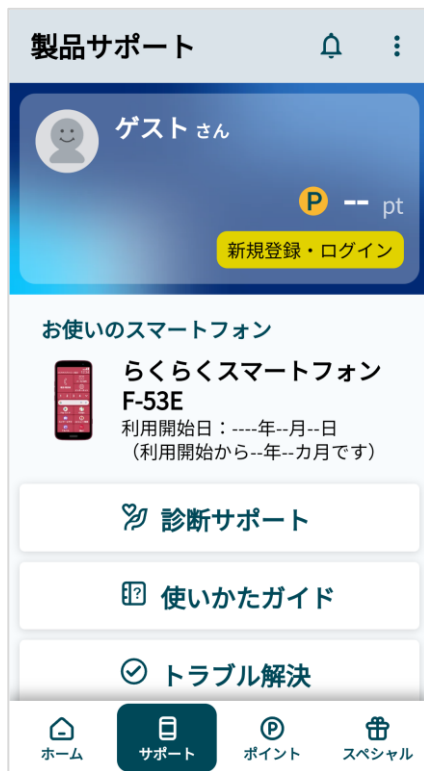 製品サポート
ゲスト さん
P -- pt
新規登録・ログイン
お使いのスマートフォン
らくらくスマートフォン
F-53E
利用開始日：----年--月--日
（利用開始から--年--カ月です）
診断サポート
使いかたガイド
トラブル解決
ホーム サポート ポイント スペシャル